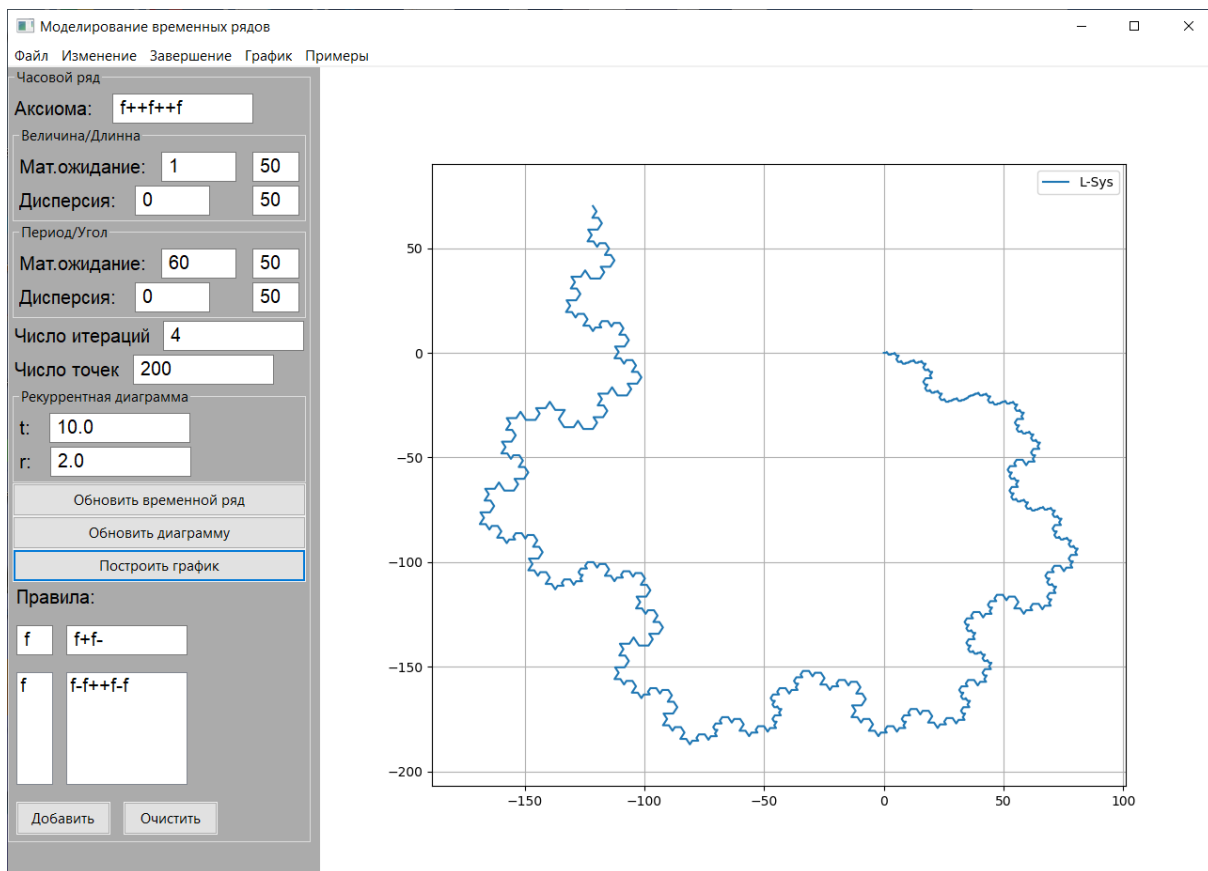 Моделирование временных рядов
Файл Изменение Завершение График Примеры
Часовой ряд
Аксиома: f++f++f
Величина/Длинна
Мат.ожидание: 1 50
Дисперсия: 0 50
Период/Угол
Мат.ожидание: 60 50
Дисперсия: 0 50
Число итераций 4
Число точек 200
Рекуррентная диаграмма
t: 10.0
r: 2.0
Обновить временной ряд
Обновить диаграмму
Построить график
Правила:
f f+f-
f f-f++f-f
Добавить Очистить
L-Sys
50
0
−50
−100
−150
−200
−150 −100 −50 0 50 100